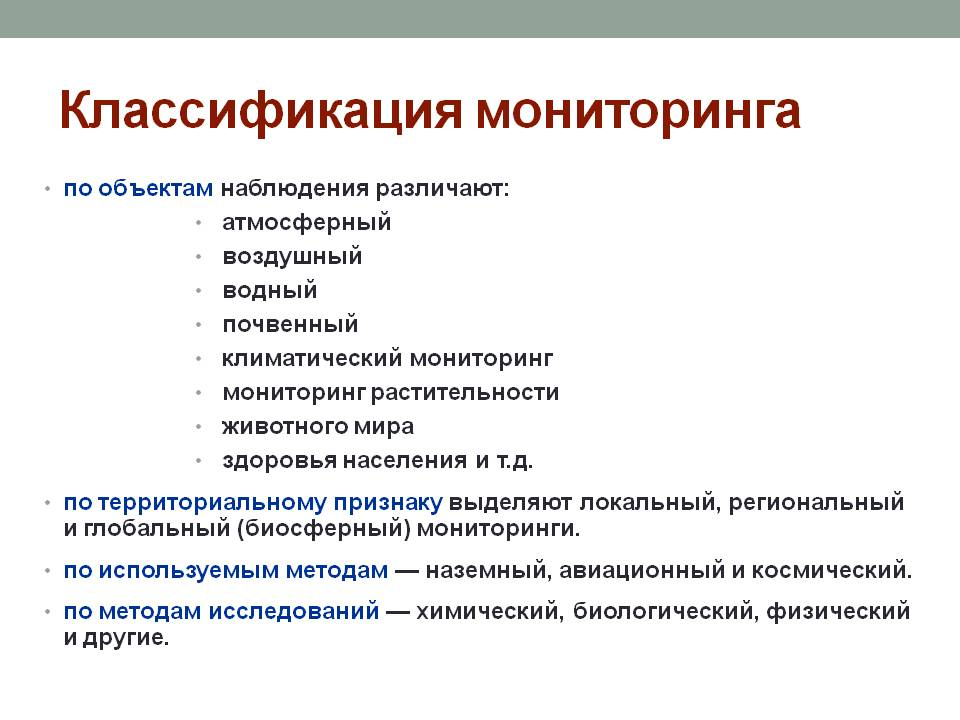 Классификация мониторинга
• по объектам наблюдения различают:
• атмосферный
• воздушный
• водный
• почвенный
• климатический мониторинг
• мониторинг растительности
• животного мира
• здоровья населения и т.д.
• по территориальному признаку выделяют локальный, региональный
и глобальный (биосферный) мониторинги.
• по используемым методам — наземный, авиационный и космический.
• по методам исследований — химический, биологический, физический
и другие.